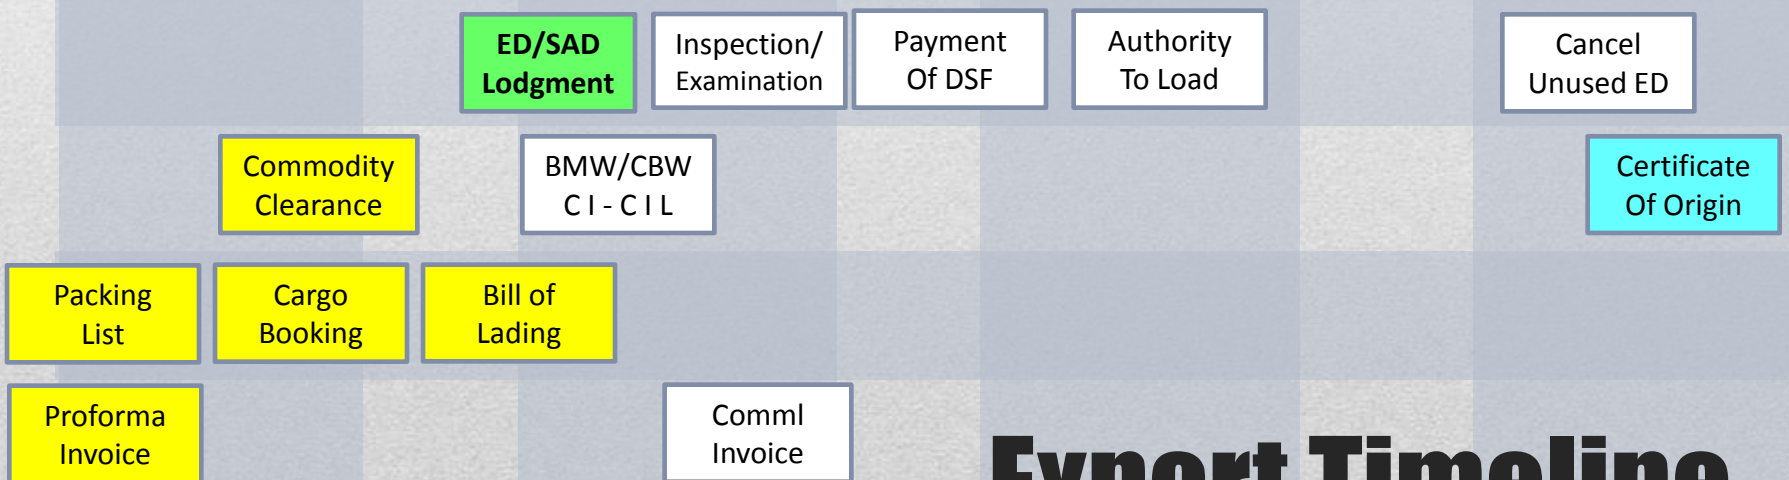 ED/SAD
Lodgment
Inspection/
Examination
Payment
Of DSF
Authority
To Load
Cancel
Unused ED
Commodity
Clearance
BMW/CBW
C I - C I L
Certificate
Of Origin
Packing
List
Cargo
Booking
Bill of
Lading
Proforma
Invoice
Comml
Invoice
Export Timeline